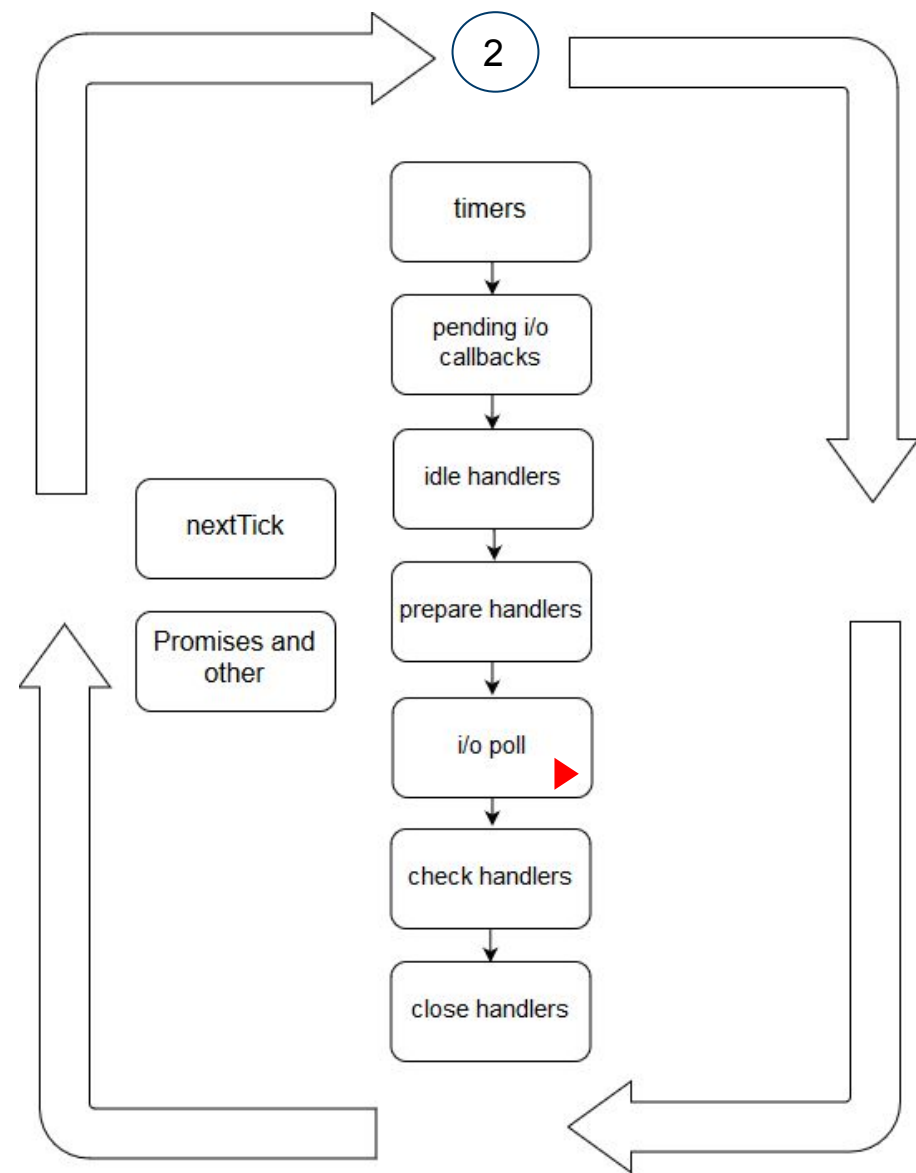 2
timers
pending i/o
callbacks
idle handlers
nextTick
prepare handlers
Promises and
other
i/o poll
check handlers
close handlers